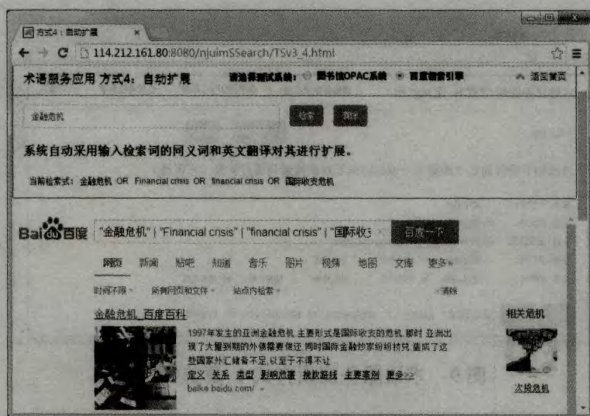 方式4：自动扩展
114.212.161.80:8080/njuimSSearch/TSv3_4.html
术语服务应用 方式4：自动扩展 请选择测试系统： 图书馆OPAC系统 百度搜索引擎 返回首页
金融危机 检索
系统自动采用输入检索词的同义词和英文翻译对其进行扩展。
当前检索式： 金融危机 OR Financial crisis OR financial crisis OR 国际收支危机
Bai du 百度 "金融危机" | "Financial crisis" | "financial crisis" | "国际收支 百度一下
网页 新闻 贴吧 知道 音乐 图片 视频 地图 文库 更多»
时间不限 所有网页和文件 站点内检索 清除
金融危机_百度百科 相关危机
1997年发生的亚洲金融危机 主要形式是国际收支的危机 那时 亚洲出
现了大量到期的外债需要偿还 同时国际金融炒家纷纷拉兑 造成了这
些国家外汇储备不足,以至于不得不让
定义 关系 类型 影响危害 挽救路线 主要案例 更多>>
baike.baidu.com/ 次贷危机